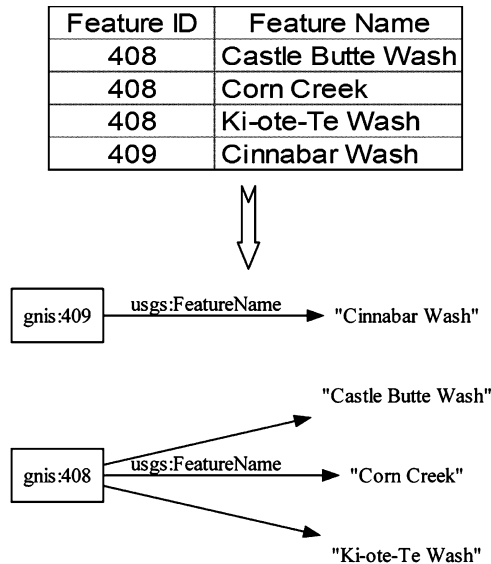 Feature ID Feature Name
408 Castle Butte Wash
408 Corn Creek
408 Ki-ote-Te Wash
409 Cinnabar Wash
gnis:409 usgs:FeatureName "Cinnabar Wash"
"Castle Butte Wash"
gnis:408 usgs:FeatureName "Corn Creek"
"Ki-ote-Te Wash"